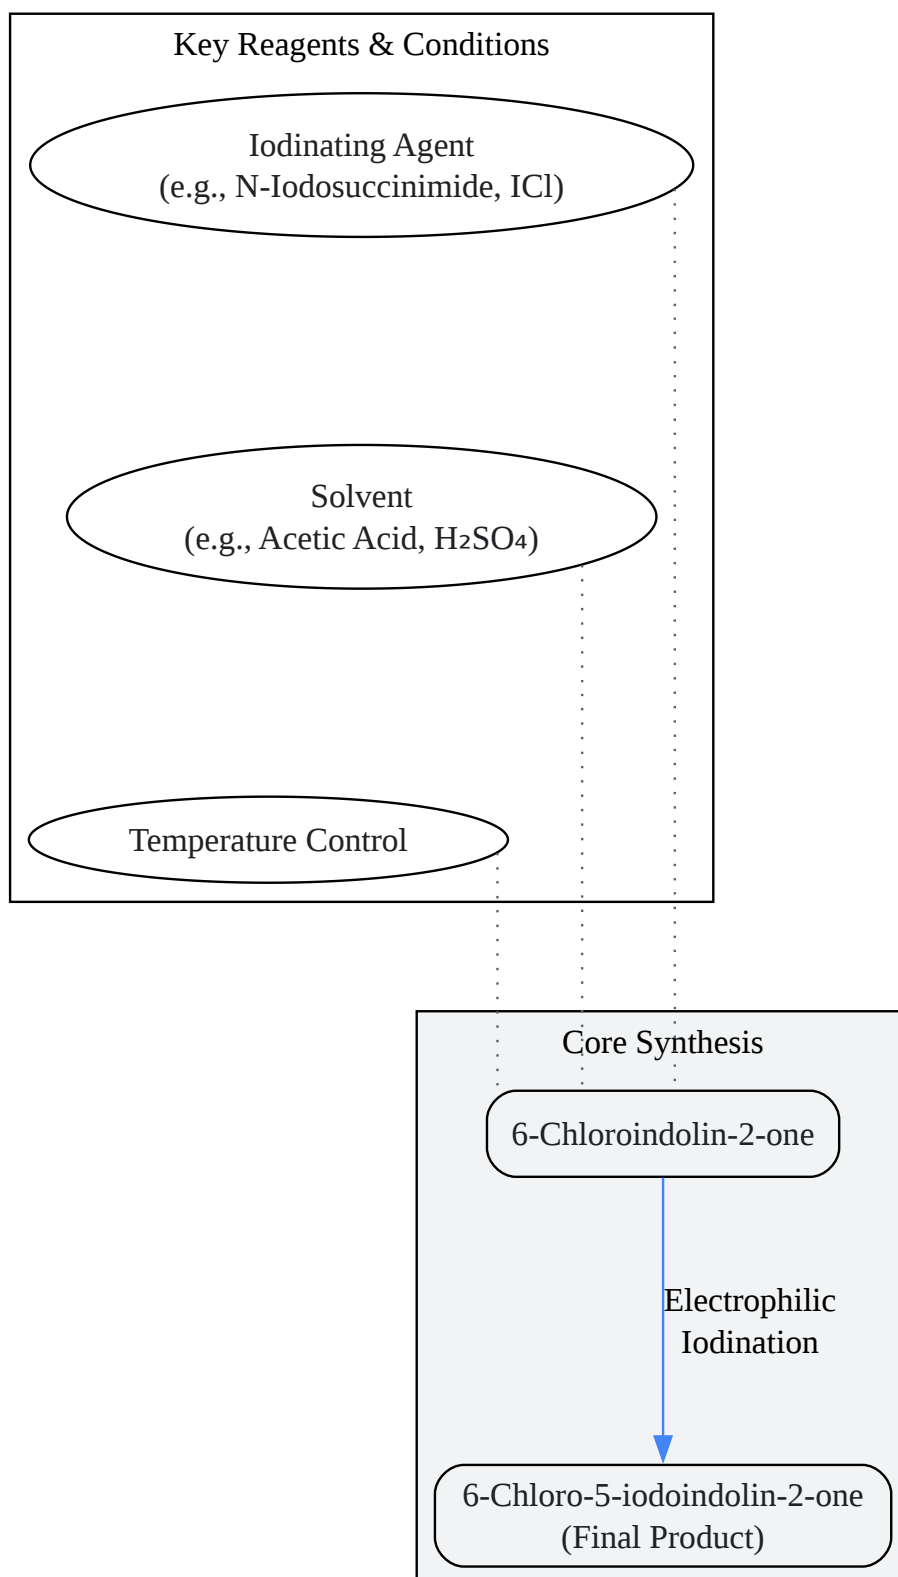 Key Reagents & Conditions
Iodinating Agent
(e.g., N-Iodosuccinimide, ICl)
Solvent
(e.g., Acetic Acid, H₂SO₄)
Temperature Control
Core Synthesis
6-Chloroindolin-2-one
Electrophilic
Iodination
6-Chloro-5-iodoindolin-2-one
(Final Product)